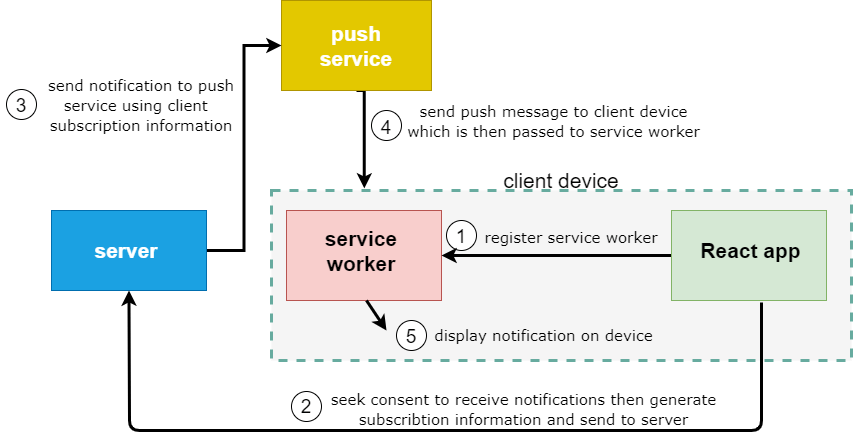 push
service
3
send notification to push
service using client
subscription information
4
send push message to client device
which is then passed to service worker
client device
server
service
worker
1
register service worker
React app
5
display notification on device
2
seek consent to receive notifications then generate
subscribtion information and send to server